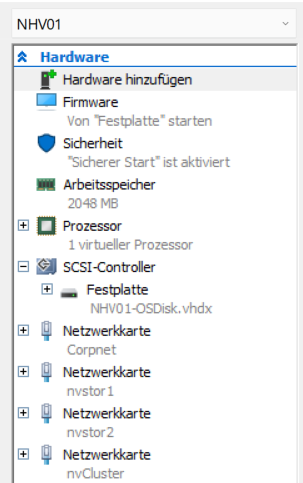 NHV01
Hardware
Hardware hinzufügen
Firmware
Von "Festplatte" starten
Sicherheit
"Sicherer Start" ist aktiviert
Arbeitsspeicher
2048 MB
Prozessor
1 virtueller Prozessor
SCSI-Controller
Festplatte
NHV01-OSDisk.vhdx
Netzwerkkarte
Corpnet
Netzwerkkarte
nvstor1
Netzwerkkarte
nvstor2
Netzwerkkarte
nvCluster